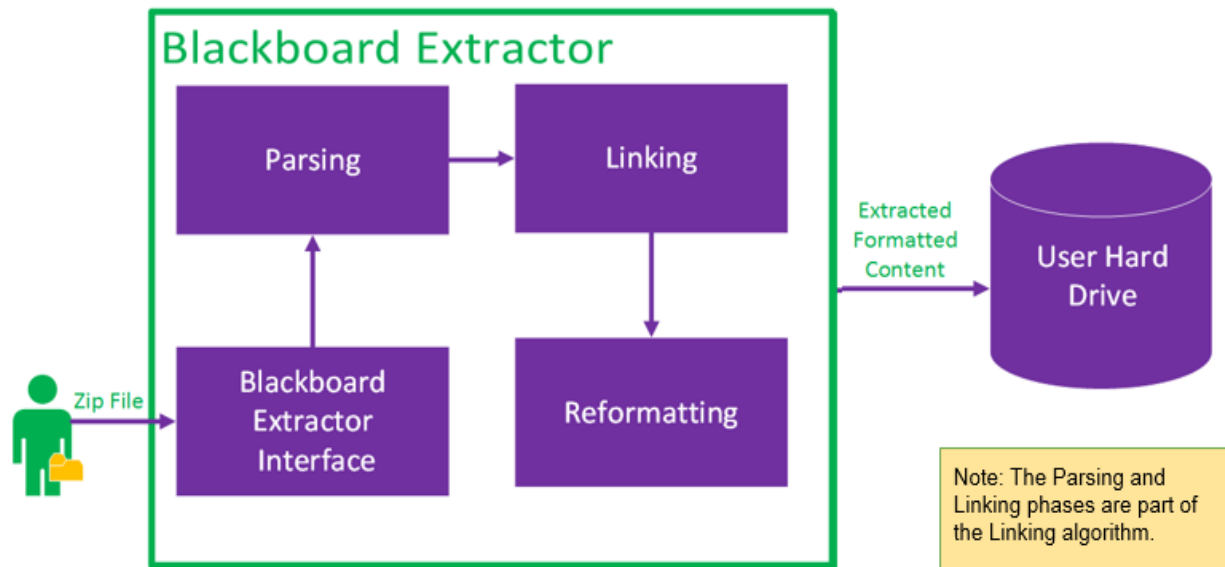 Blackboard Extractor
Parsing
Linking
Extracted
Formatted
Content
User Hard
Drive
Zip File
Blackboard
Extractor
Interface
Reformatting
Note: The Parsing and
Linking phases are part of
the Linking algorithm.